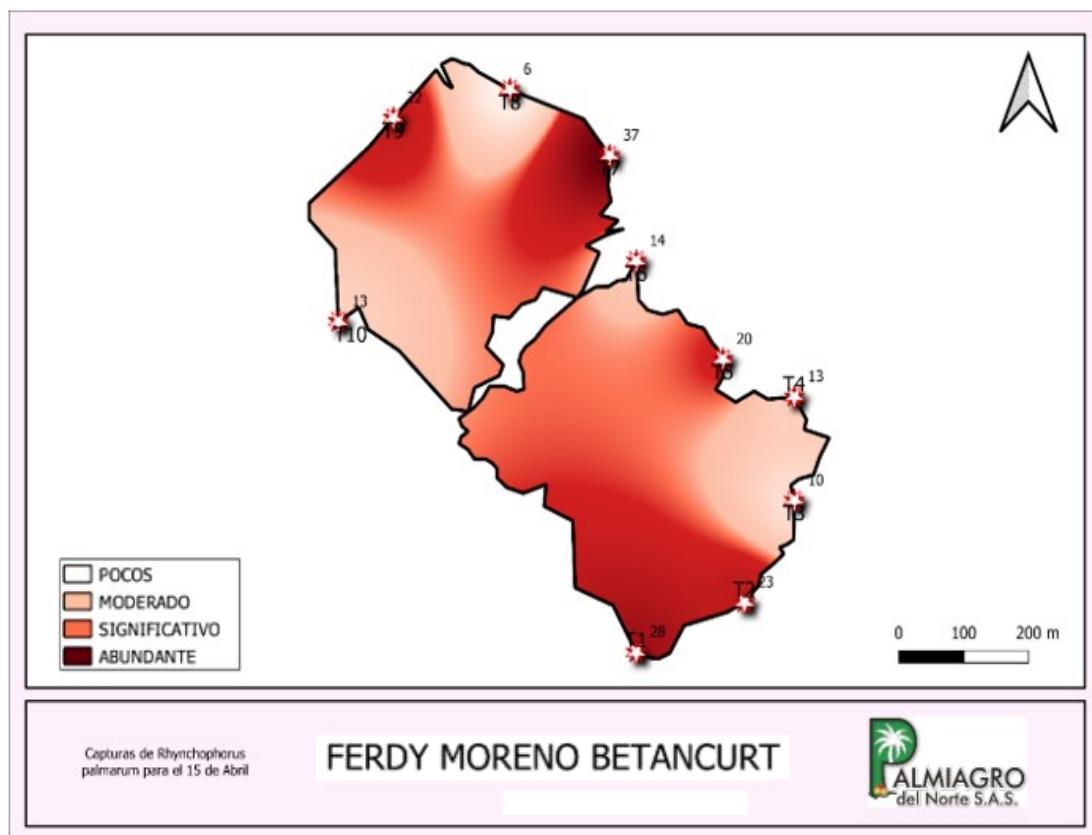 6
T8
22
T9
37
14
T6
13
T10
20
T5
T4 13
10
T3
T2 23
T1 28
POCOS
MODERADO
SIGNIFICATIVO
ABUNDANTE
0 100 200 m
Capturas de Rhynchophorus
palmarum para el 15 de Abril
FERDY MORENO BETANCURT
PALMIAGRO
del Norte S.A.S.